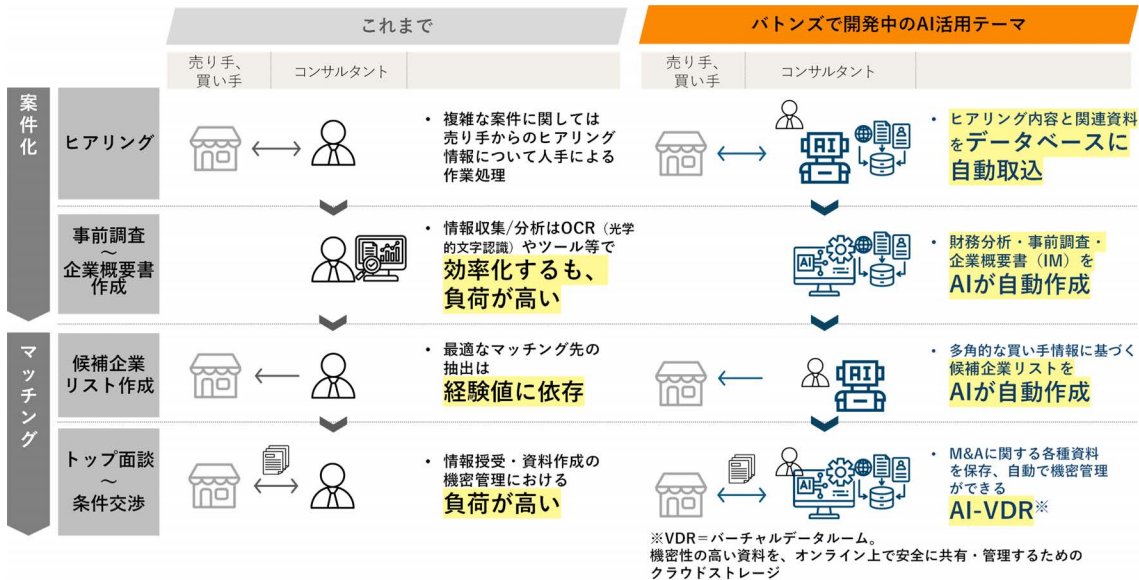 これまで
バトンズで開発中のAI活用テーマ
売り手、
買い手
コンサルタント
売り手、
買い手
コンサルタント
案件化
ヒアリング
• 複雑な案件に関しては
売り手からのヒアリング
情報について人手による
作業処理
AI
• ヒアリング内容と関連資料
をデータベースに
自動取込
事前調査
～
企業概要書
作成
• 情報収集/分析はOCR（光学
的文字認識）やツール等で
効率化するも、
負荷が高い
AI
• 財務分析・事前調査・
企業概要書（IM）を
AIが自動作成
マッチング
候補企業
リスト作成
• 最適なマッチング先の
抽出は
経験値に依存
AI
• 多角的な買い手情報に基づく
候補企業リストを
AIが自動作成
トップ面談
～
条件交渉
• 情報授受・資料作成の
機密管理における
負荷が高い
AI
• M&Aに関する各種資料
を保存、自動で機密管理
ができる
AI-VDR※
※VDR＝バーチャルデータルーム。
機密性の高い資料を、オンライン上で安全に共有・管理するための
クラウドストレージ